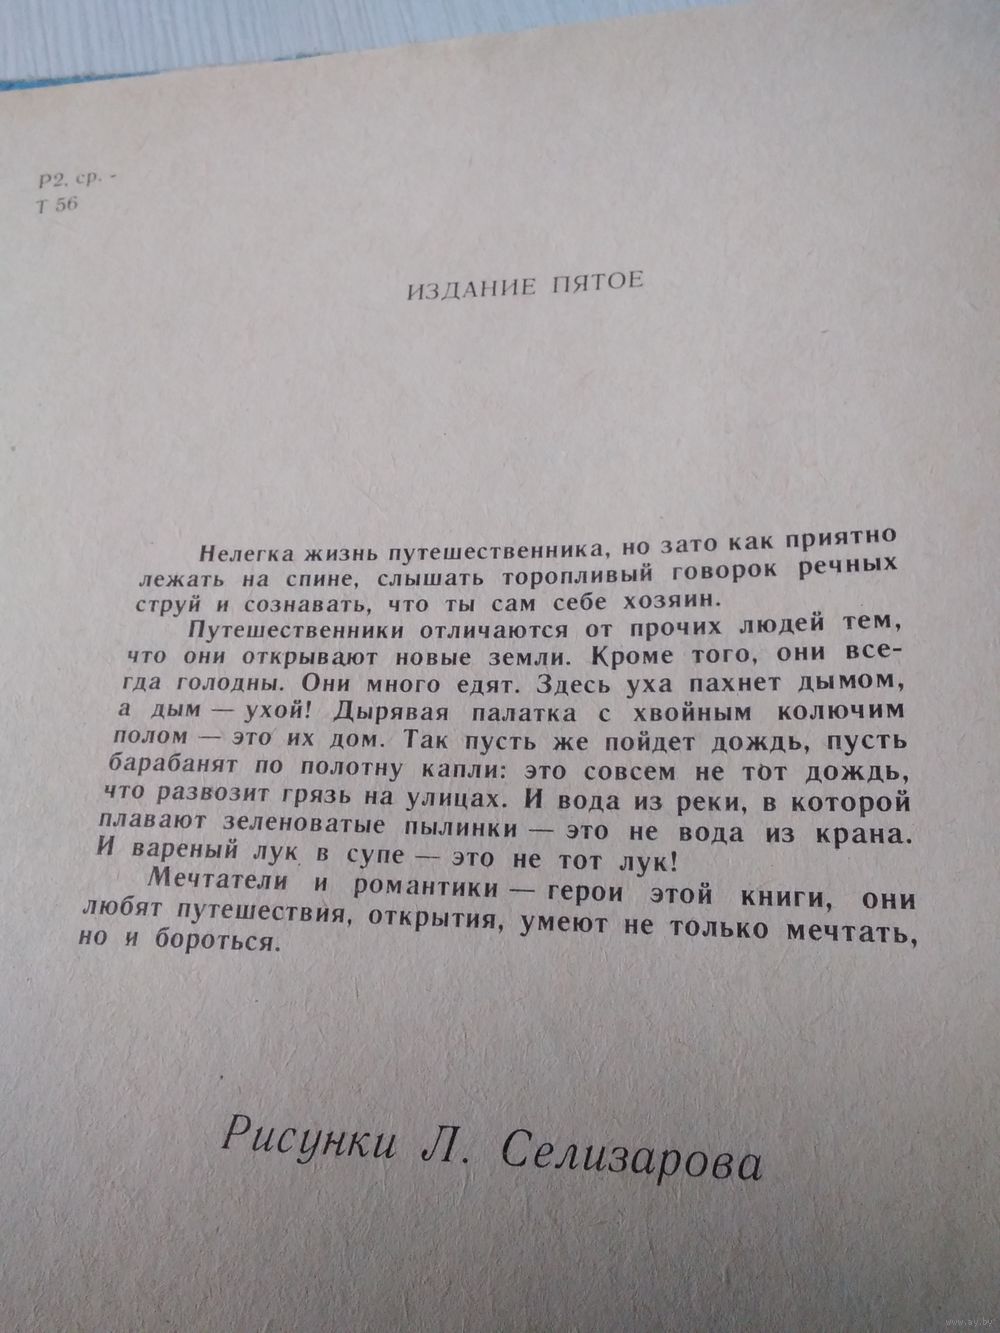 Р2. ср. -
Т 56
ИЗДАНИЕ ПЯТОЕ
Нелегка жизнь путешественника, но зато как приятно
лежать на спине, слышать торопливый говорок речных
струй и сознавать, что ты сам себе хозяин.
Путешественники отличаются от прочих людей тем,
что они открывают новые земли. Кроме того, они все-
гда голодны. Они много едят. Здесь уха пахнет дымом,
а дым — ухой! Дырявая палатка с хвойным колючим
полом — это их дом. Так пусть же пойдет дождь, пусть
барабанят по полотну капли: это совсем не тот дождь,
что развозит грязь на улицах. И вода из реки, в которой
плавают зеленоватые пылинки — это не вода из крана.
И вареный лук в супе — это не тот лук!
Мечтатели и романтики — герои этой книги, они
любят путешествия, открытия, умеют не только мечтать,
но и бороться.
Рисунки Л. Селизарова
www.ay.by